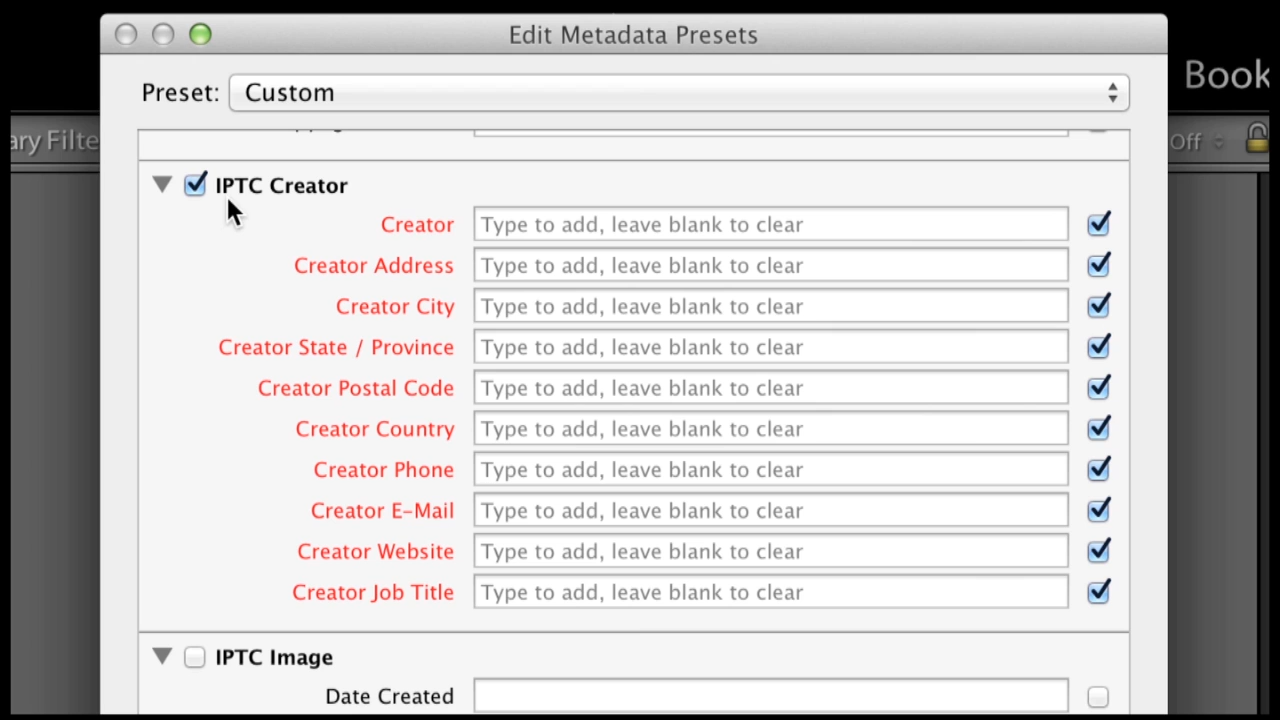 Edit Metadata Presets
Book
Preset: Custom
ary Filte
Off
IPTC Creator
Creator Type to add, leave blank to clear
Creator Address Type to add, leave blank to clear
Creator City Type to add, leave blank to clear
Creator State / Province Type to add, leave blank to clear
Creator Postal Code Type to add, leave blank to clear
Creator Country Type to add, leave blank to clear
Creator Phone Type to add, leave blank to clear
Creator E-Mail Type to add, leave blank to clear
Creator Website Type to add, leave blank to clear
Creator Job Title Type to add, leave blank to clear
IPTC Image
Date Created